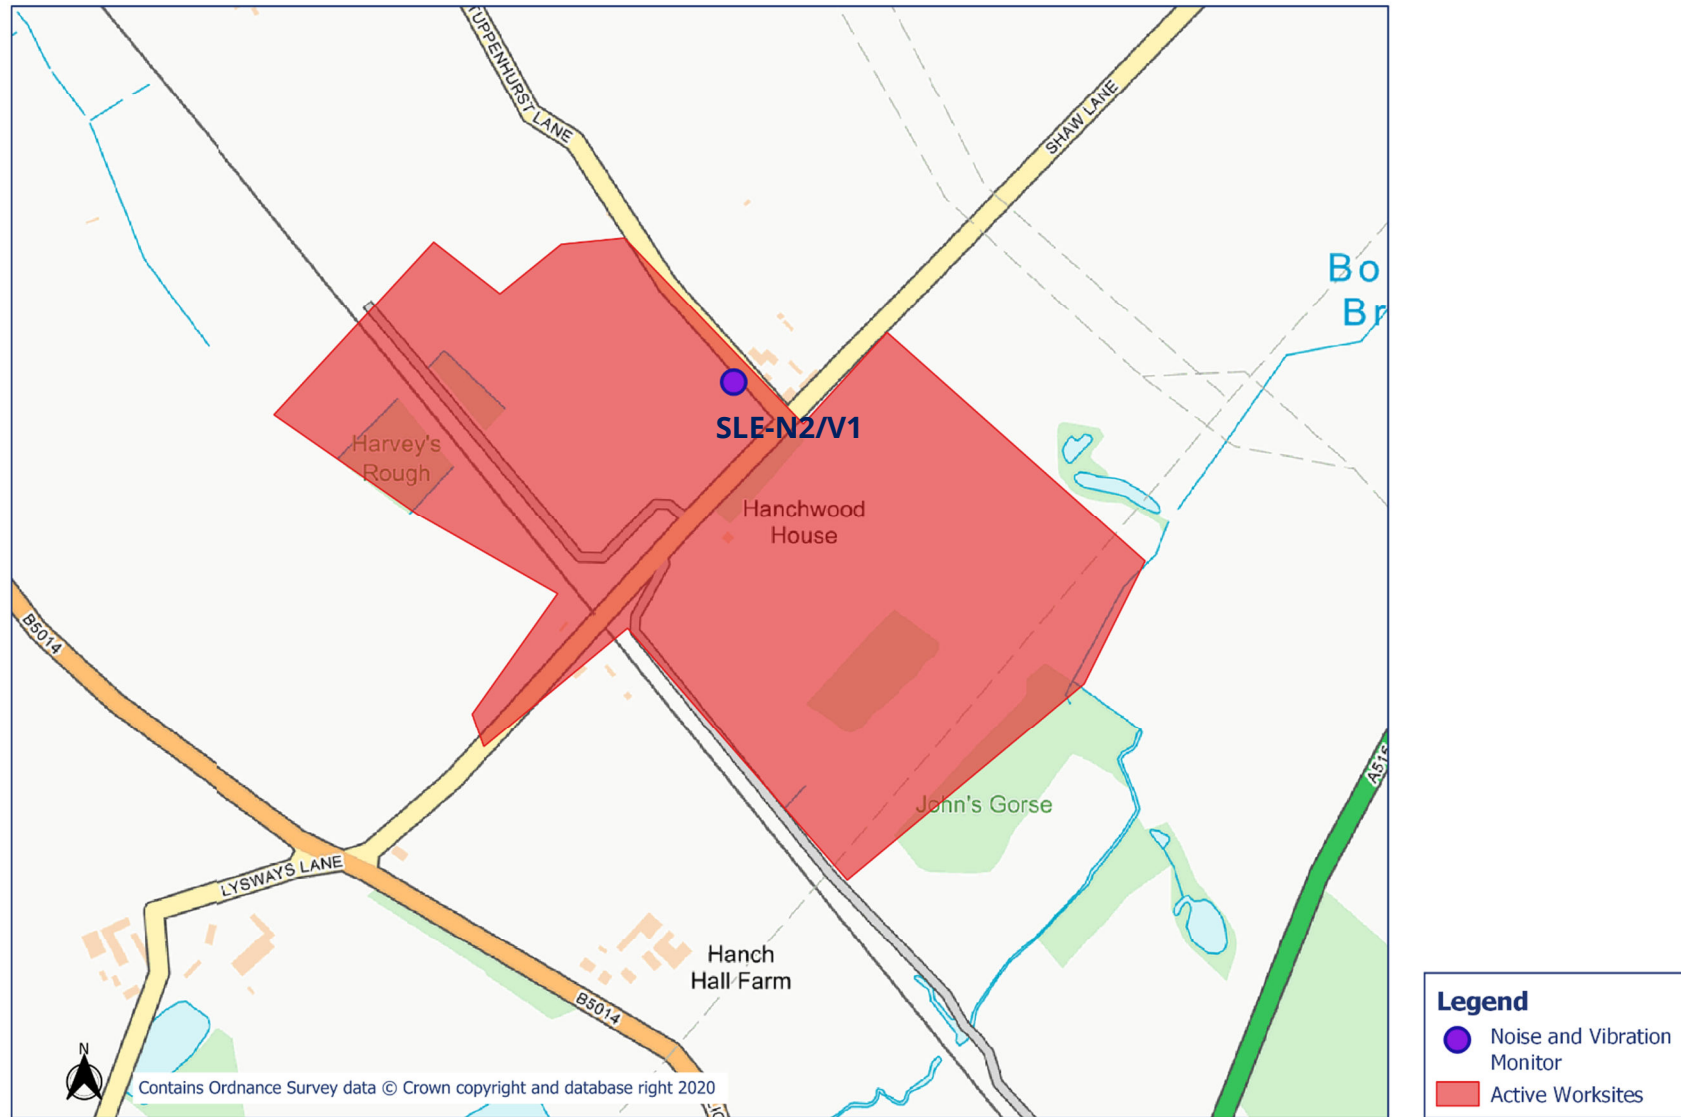 TUPPENHURST LANE
SHAW LANE
Bo
Br
SLE-N2/V1
Harvey's
Rough
Hanchwood
House
B5014
A515
John's Gorse
LYSWAYS LANE
Hanch
Hall Farm
B5014
N
Contains Ordnance Survey data © Crown copyright and database right 2020
Legend
Noise and Vibration
Monitor
Active Worksites